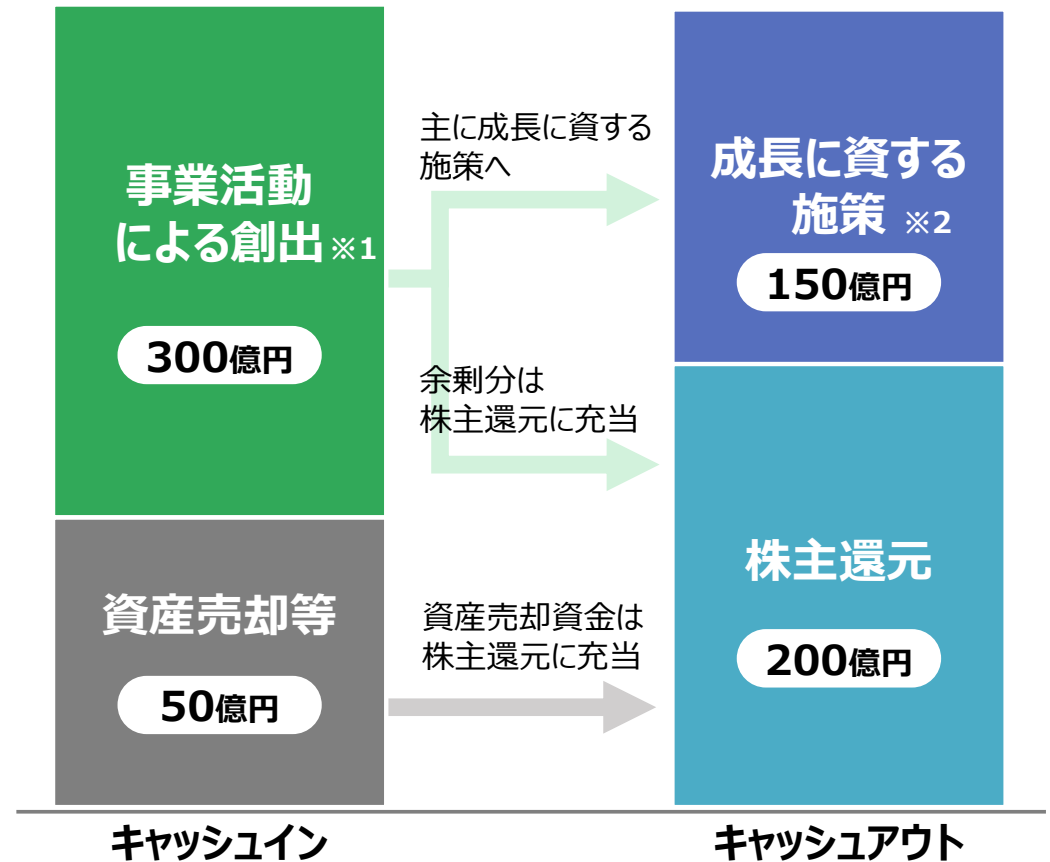 事業活動
による創出※1
300億円
資産売却等
50億円
主に成長に資する
施策へ
余剰分は
株主還元に充当
資産売却資金は
株主還元に充当
成長に資する
施策 ※2
150億円
株主還元
200億円
キャッシュイン
キャッシュアウト